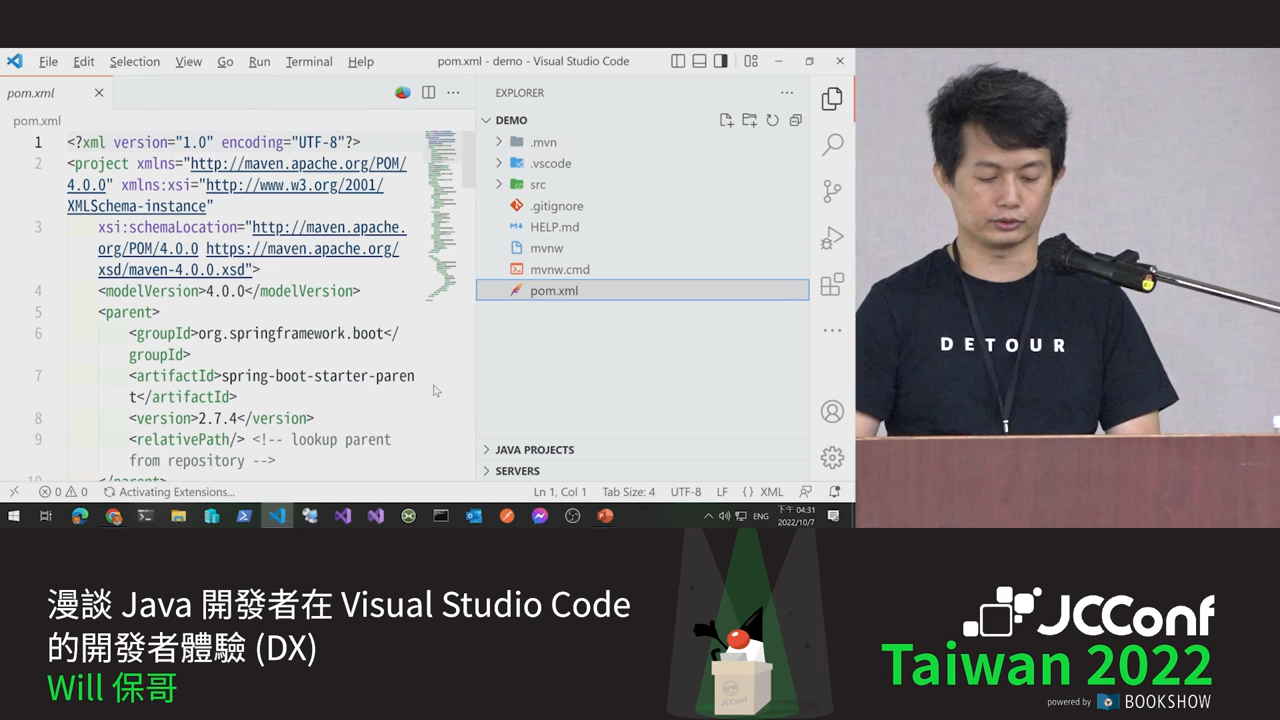 File Edit Selection View Go Run Terminal Help
pom.xml - demo - Visual Studio Code
pom.xml
pom.xml
1 <?xml version="1.0" encoding="UTF-8"?>
2 <project xmlns="http://maven.apache.org/POM/
4.0.0" xmlns:xsi="http://www.w3.org/2001/
XMLSchema-instance"
3 xsi:schemaLocation="http://maven.apache.
org/POM/4.0.0 https://maven.apache.org/
xsd/maven-4.0.0.xsd">
4 <modelVersion>4.0.0</modelVersion>
5 <parent>
6 <groupId>org.springframework.boot</
groupId>
7 <artifactId>spring-boot-starter-paren
t</artifactId>
8 <version>2.7.4</version>
9 <relativePath/> <!-- lookup parent
from repository -->
10 </parent>
EXPLORER
DEMO
.mvn
.vscode
src
.gitignore
HELP.md
mvnw
mvnw.cmd
pom.xml
JAVA PROJECTS
SERVERS
0 0 Activating Extensions...
Ln 1, Col 1 Tab Size: 4 UTF-8 LF {} XML
ENG
下午 04:31
2022/10/7
DETOUR
漫談 Java 開發者在 Visual Studio Code
的開發者體驗 (DX)
Will 保哥
JCConf
JCConf
Taiwan 2022
powered by BOOKSHOW